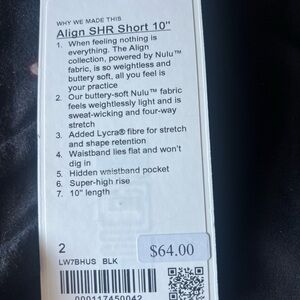 WHY WE MADE THIS
Align SHR Short 10"
1. When feeling nothing is
everything. The Align
collection, powered by Nulu™
fabric, is so weightless and
buttery soft, all you feel is
your practice
2. Our buttery-soft Nulu™ fabric
feels weightlessly light and is
sweat-wicking and four-way
stretch
3. Added Lycra® fibre for stretch
and shape retention
4. Waistband lies flat and won't
dig in
5. Hidden waistband pocket
6. Super-high rise
7. 10" length
2
$64.00
LW7BHUS BLK
000117450042